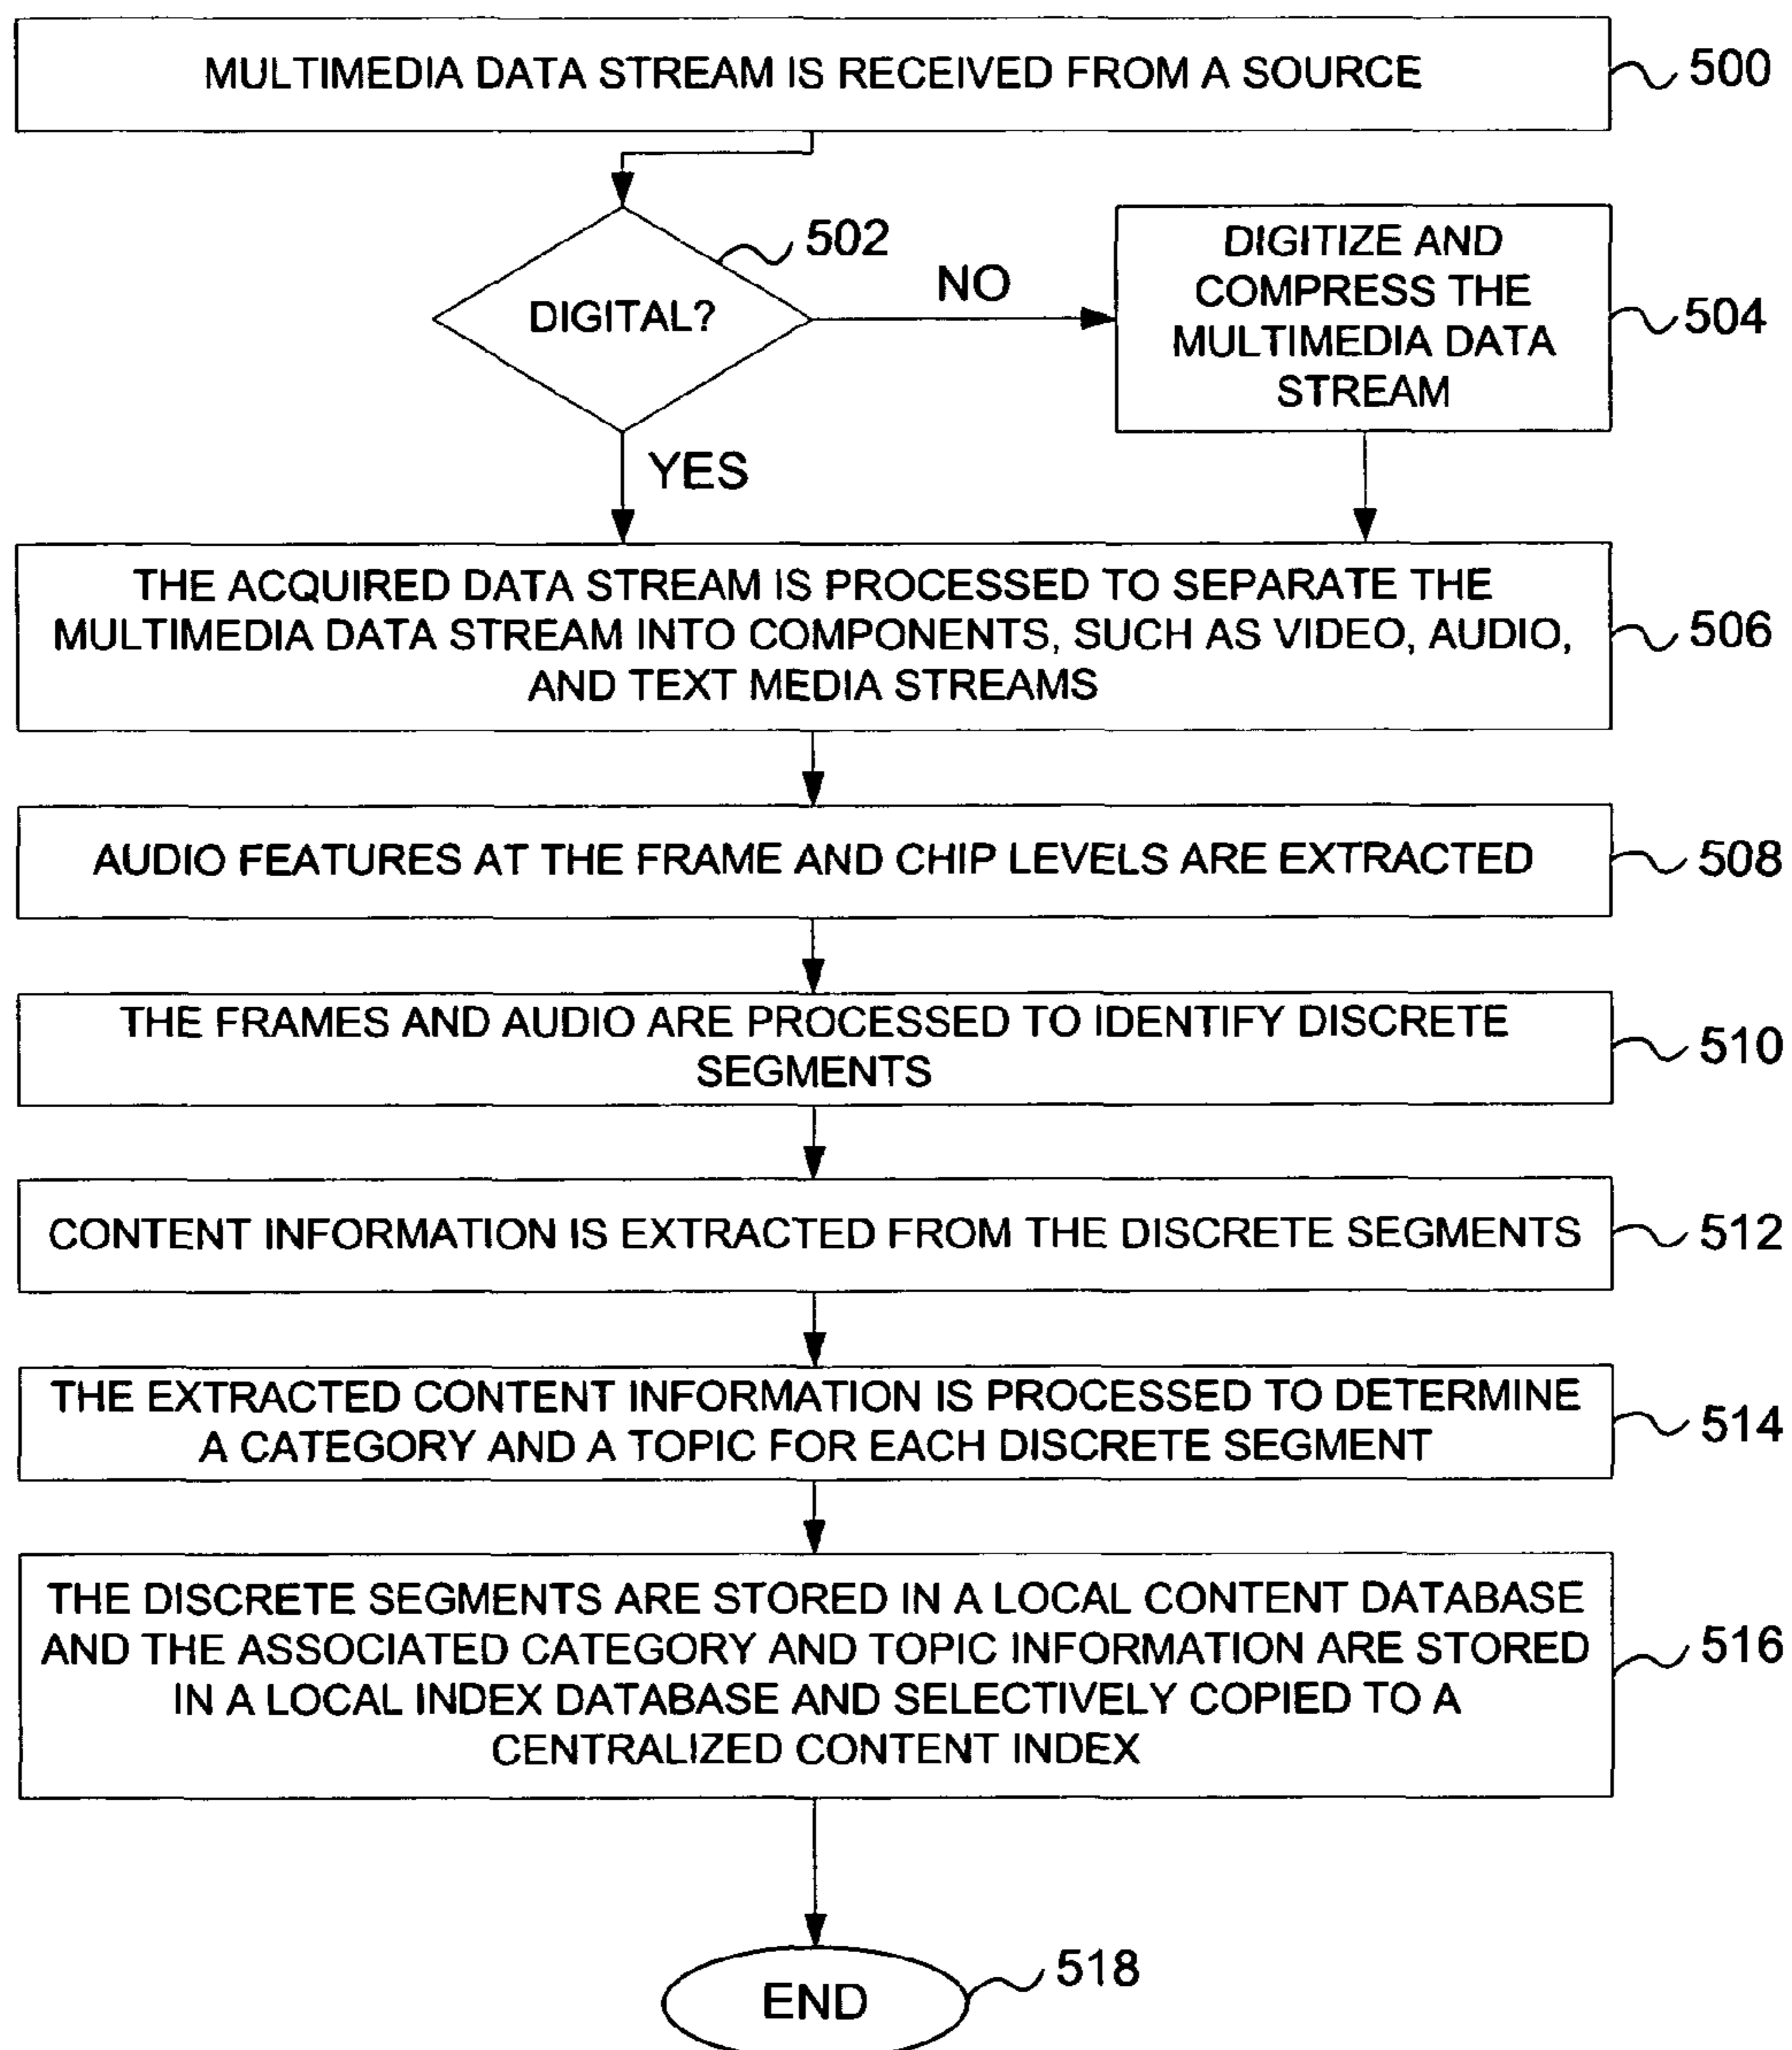 MULTIMEDIA DATA STREAM IS RECEIVED FROM A SOURCE
500
502
DIGITAL?
NO
DIGITIZE AND
COMPRESS THE
MULTIMEDIA DATA
STREAM
504
YES
THE ACQUIRED DATA STREAM IS PROCESSED TO SEPARATE THE
MULTIMEDIA DATA STREAM INTO COMPONENTS, SUCH AS VIDEO, AUDIO,
AND TEXT MEDIA STREAMS
506
AUDIO FEATURES AT THE FRAME AND CHIP LEVELS ARE EXTRACTED
508
THE FRAMES AND AUDIO ARE PROCESSED TO IDENTIFY DISCRETE
SEGMENTS
510
CONTENT INFORMATION IS EXTRACTED FROM THE DISCRETE SEGMENTS
512
THE EXTRACTED CONTENT INFORMATION IS PROCESSED TO DETERMINE
A CATEGORY AND A TOPIC FOR EACH DISCRETE SEGMENT
514
THE DISCRETE SEGMENTS ARE STORED IN A LOCAL CONTENT DATABASE
AND THE ASSOCIATED CATEGORY AND TOPIC INFORMATION ARE STORED
IN A LOCAL INDEX DATABASE AND SELECTIVELY COPIED TO A
CENTRALIZED CONTENT INDEX
516
END
518